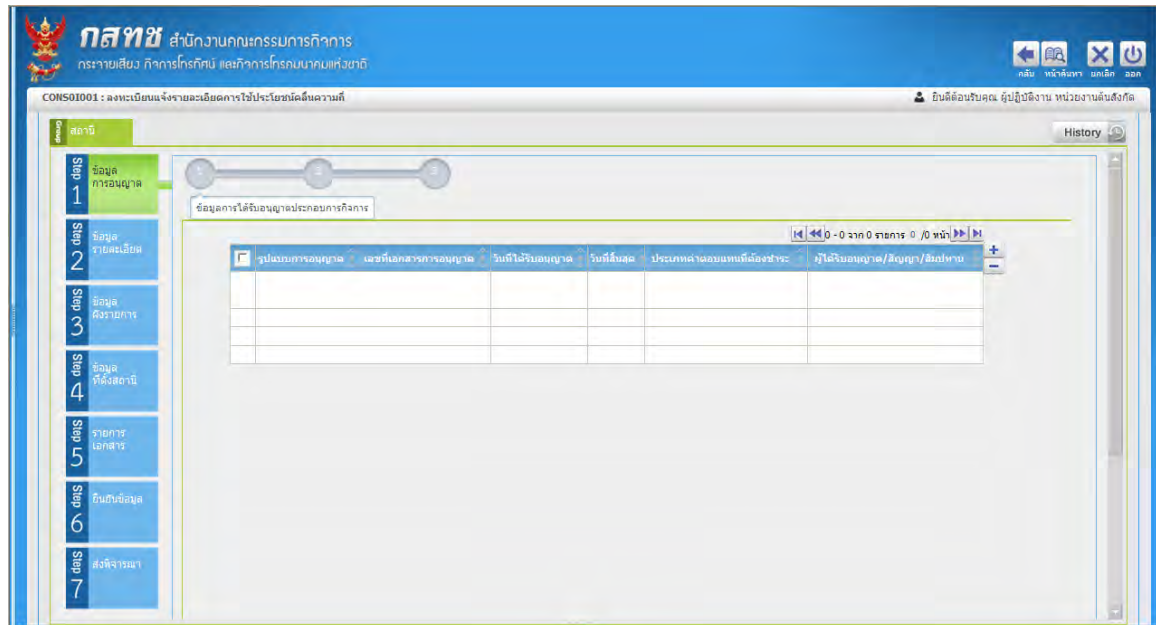 กสทช สำนักงานคณะกรรมการกิจการ
กระจายเสียง กิจการโทรทัศน์ และกิจการโทรคมนาคมแห่งชาติ
กลับ หน้าค้นหา ยกเลิก ออก
CONS0I001 : ลงทะเบียนแจ้งรายละเอียดการใช้ประโยชน์คลื่นความถี่
ยินดีต้อนรับคุณ ผู้ปฏิบัติงาน หน่วยงานต้นสังกัด
Group สถานี
History
Step 1 ข้อมูล
การอนุญาต
1 2 3
ข้อมูลการได้รับอนุญาตประกอบการกิจการ
0 - 0 จาก 0 รายการ 0 /0 หน้า
รูปแบบการอนุญาต เลขที่เอกสารการอนุญาต วันที่ได้รับอนุญาต วันที่สิ้นสุด ประเภทค่าตอบแทนที่ต้องชำระ ผู้ได้รับอนุญาต/สัญญา/สัมปทาน
Step 2 ข้อมูล
รายละเอียด
Step 3 ข้อมูล
ผังรายการ
Step 4 ข้อมูล
ที่ตั้งสถานี
Step 5 รายการ
เอกสาร
Step 6 ยืนยันข้อมูล
Step 7 ส่งพิจารณา